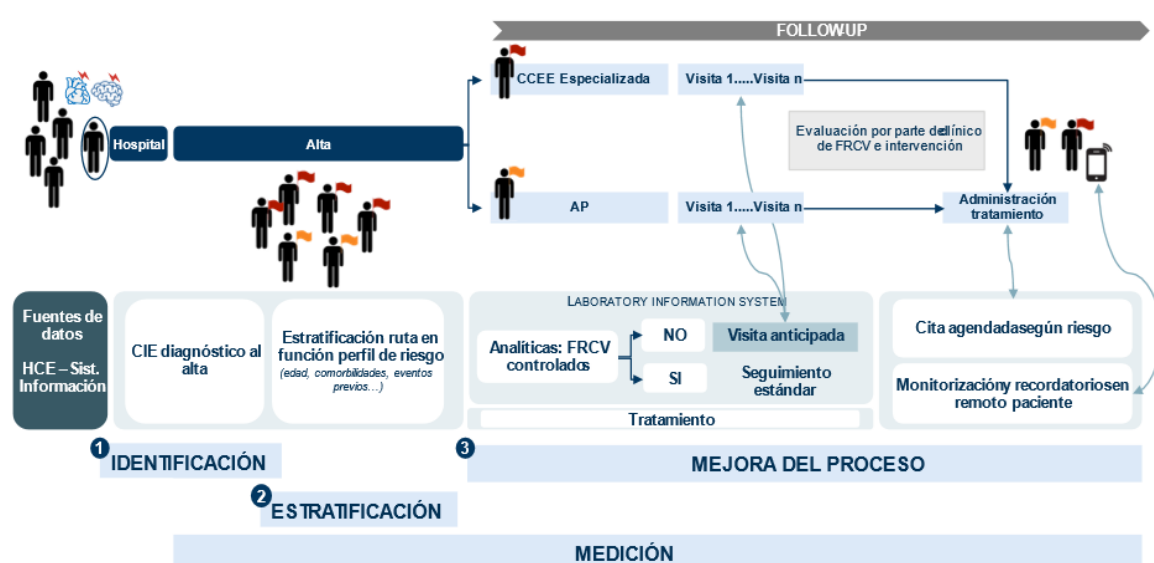 FOLLOW-UP
CCEE Especializada
Visita 1.....Visita n
Hospital
Alta
Evaluación por parte del clínico
de FRCV e intervención
AP
Visita 1.....Visita n
Administración
tratamiento
Fuentes de
datos
HCE – Sist.
Información
CIE diagnóstico al
alta
Estratificación ruta en
función perfil de riesgo
(edad, comorbilidades, eventos
previos…)
LABORATORY INFORMATION SYSTEM
Analíticas: FRCV
controlados
NO
Visita anticipada
SI
Seguimiento
estándar
Tratamiento
Cita agendada según riesgo
Monitorización y recordatorios en
remoto paciente
1
IDENTIFICACIÓN
2
ESTRATIFICACIÓN
3
MEJORA DEL PROCESO
MEDICIÓN